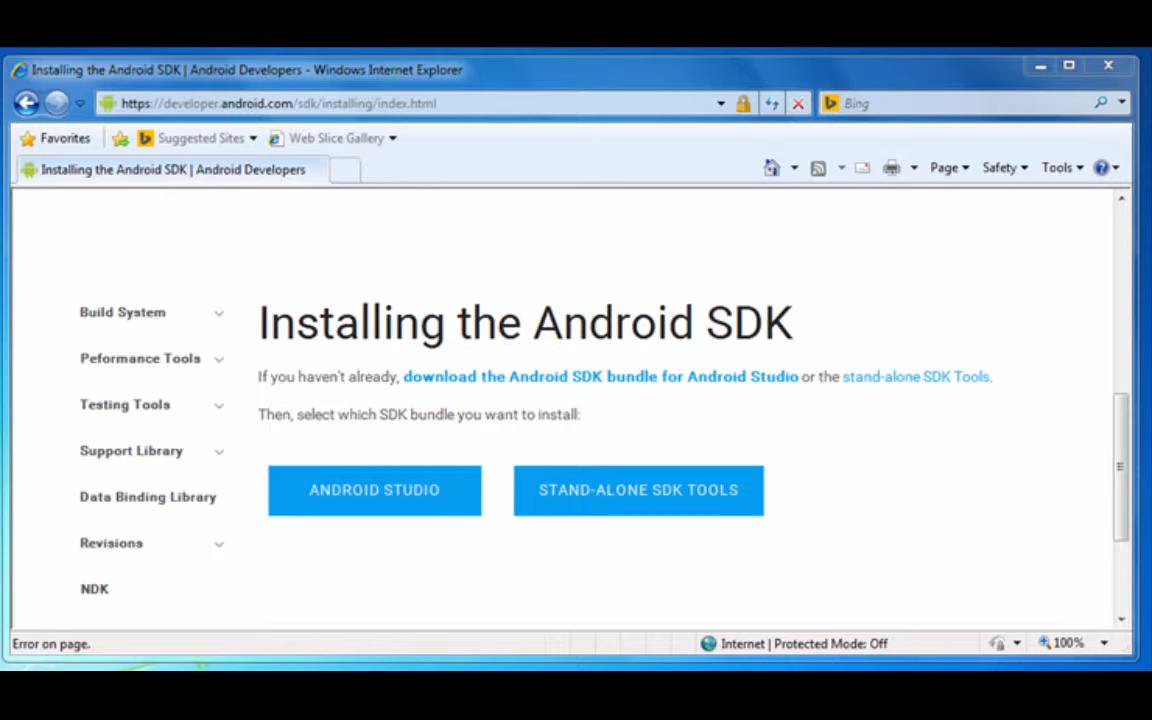 Installing the Android SDK | Android Developers - Windows Internet Explorer
https://developer.android.com/sdk/installing/index.html
Bing
Favorites
Suggested Sites
Web Slice Gallery
Installing the Android SDK | Android Developers
Page
Safety
Tools
Build System
Peformance Tools
Testing Tools
Support Library
Data Binding Library
Revisions
NDK
Installing the Android SDK
If you haven't already, download the Android SDK bundle for Android Studio or the stand-alone SDK Tools.
Then, select which SDK bundle you want to install:
ANDROID STUDIO
STAND-ALONE SDK TOOLS
Error on page.
Internet | Protected Mode: Off
100%